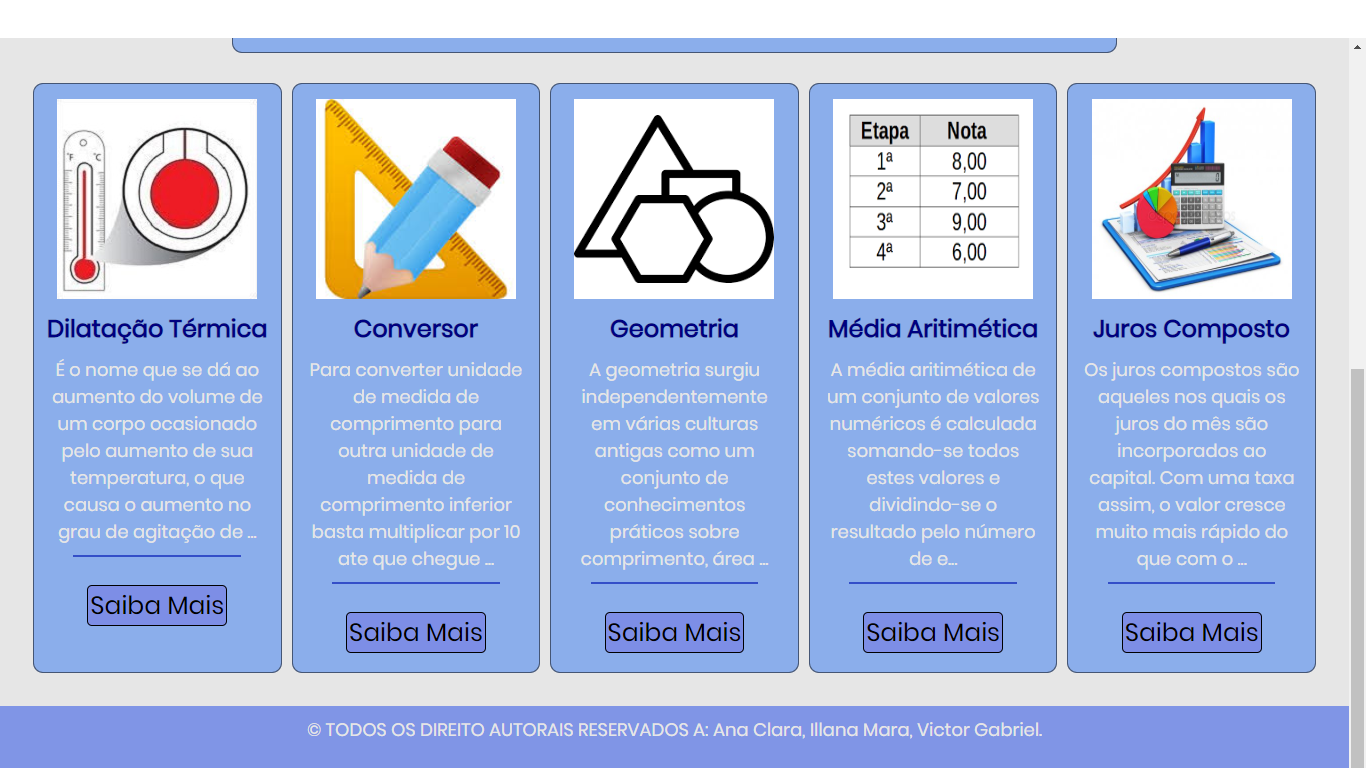 °F °C
Dilatação Térmica
É o nome que se dá ao
aumento do volume de
um corpo ocasionado
pelo aumento de sua
temperatura, o que
causa o aumento no
grau de agitação de ...
Saiba Mais
Conversor
Para converter unidade
de medida de
comprimento para
outra unidade de
medida de
comprimento inferior
basta multiplicar por 10
ate que chegue ...
Saiba Mais
Geometria
A geometria surgiu
independentemente
em várias culturas
antigas como um
conjunto de
conhecimentos
práticos sobre
comprimento, área ...
Saiba Mais
Etapa Nota
1ª 8,00
2ª 7,00
3ª 9,00
4ª 6,00
Média Aritimética
A média aritimética de
um conjunto de valores
numéricos é calculada
somando-se todos
estes valores e
dividindo-se o
resultado pelo número
de e...
Saiba Mais
Juros Composto
Os juros compostos são
aqueles nos quais os
juros do mês são
incorporados ao
capital. Com uma taxa
assim, o valor cresce
muito mais rápido do
que com o ...
Saiba Mais
© TODOS OS DIREITO AUTORAIS RESERVADOS A: Ana Clara, Illana Mara, Victor Gabriel.